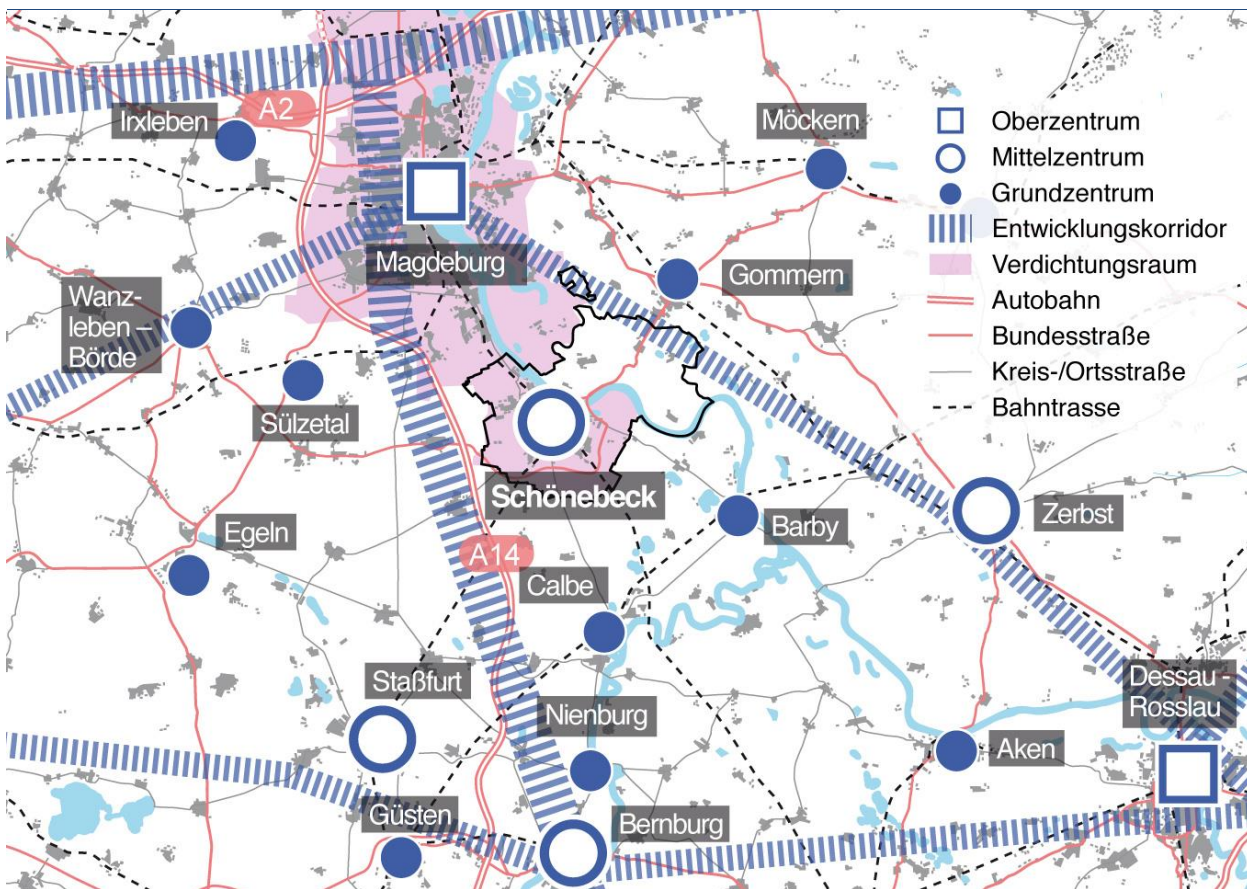 A2
Irxleben
Möckern
Magdeburg
Gommern
Wanz-
leben –
Börde
Sülzetal
Schönebeck
Egeln
A14
Barby
Zerbst
Calbe
Staßfurt
Nienburg
Dessau -
Rosslau
Aken
Güsten
Bernburg
Oberzentrum
Mittelzentrum
Grundzentrum
Entwicklungskorridor
Verdichtungsraum
Autobahn
Bundesstraße
Kreis-/Ortsstraße
Bahntrasse